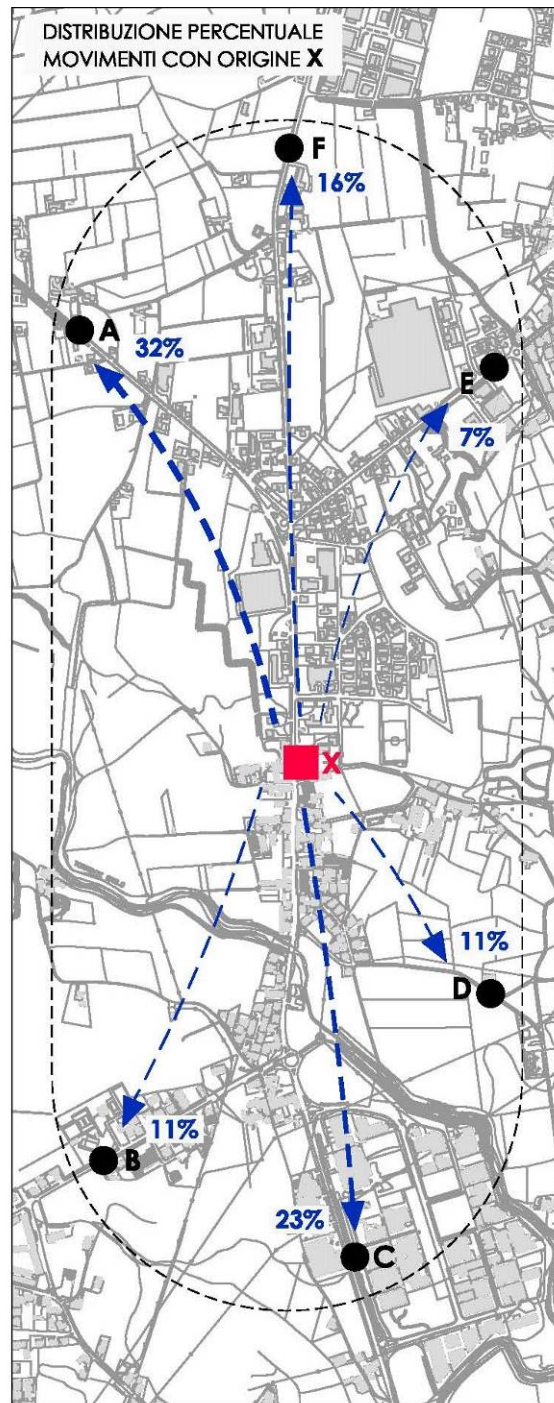 DISTRIBUZIONE PERCENTUALE
MOVIMENTI CON ORIGINE X
F
16%
A
32%
E
7%
X
11%
D
11%
B
23%
C